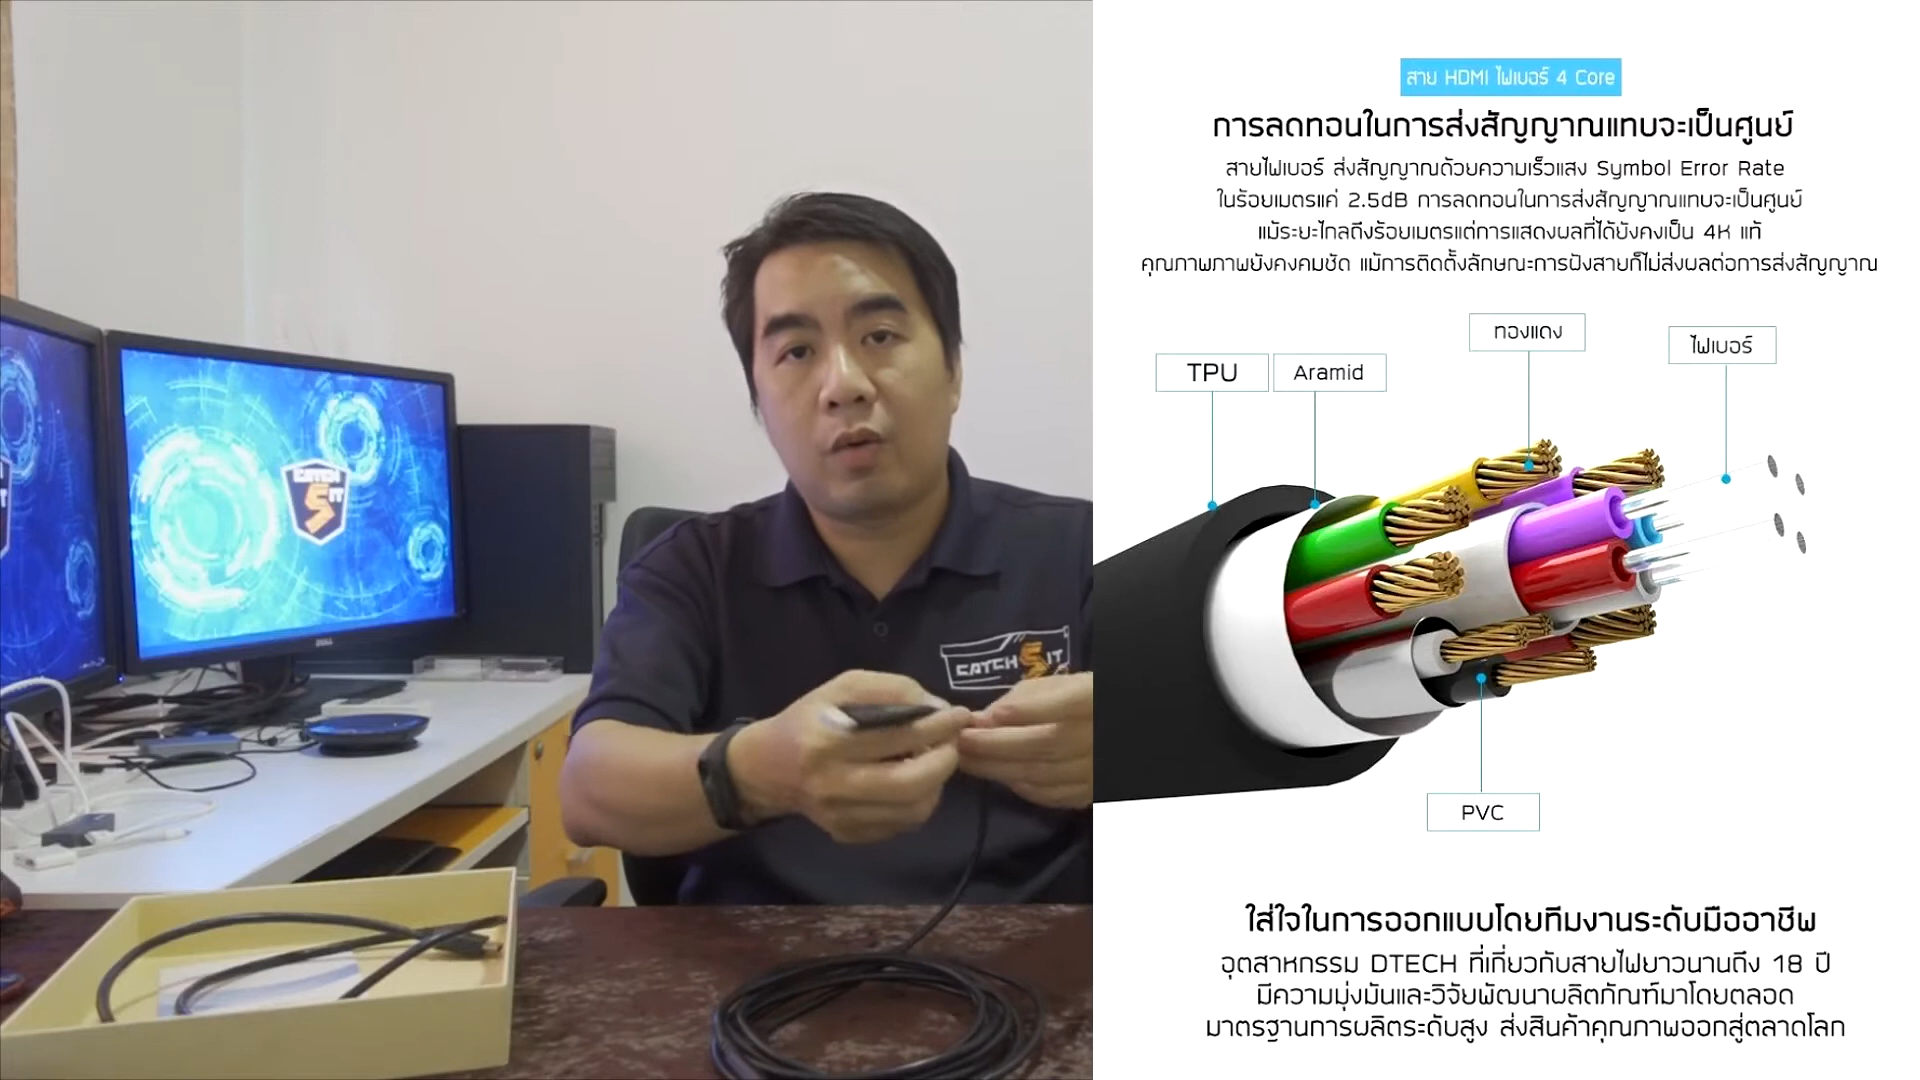 CATCH
5 IT
DELL
CATCH 5 IT
สาย HDMI ไฟเบอร์ 4 Core
การลดทอนในการส่งสัญญาณแทบจะเป็นศูนย์
สายไฟเบอร์ ส่งสัญญาณด้วยความเร็วแสง Symbol Error Rate
ในร้อยเมตรแค่ 2.5dB การลดทอนในการส่งสัญญาณแทบจะเป็นศูนย์
แม้ระยะไกลถึงร้อยเมตรแต่การแสดงผลที่ได้ยังคงเป็น 4K แท้
คุณภาพภาพยังคงคมชัด แม้การติดตั้งลักษณะการฝังสายก็ไม่ส่งผลต่อการส่งสัญญาณ
ทองแดง
ไฟเบอร์
TPU
Aramid
PVC
ใส่ใจในการออกแบบโดยทีมงานระดับมืออาชีพ
อุตสาหกรรม DTECH ที่เกี่ยวกับสายไฟยาวนานถึง 18 ปี
มีความมุ่งมันและวิจัยพัฒนาผลิตภัณฑ์มาโดยตลอด
มาตรฐานการผลิตระดับสูง ส่งสินค้าคุณภาพออกสู่ตลาดโลก